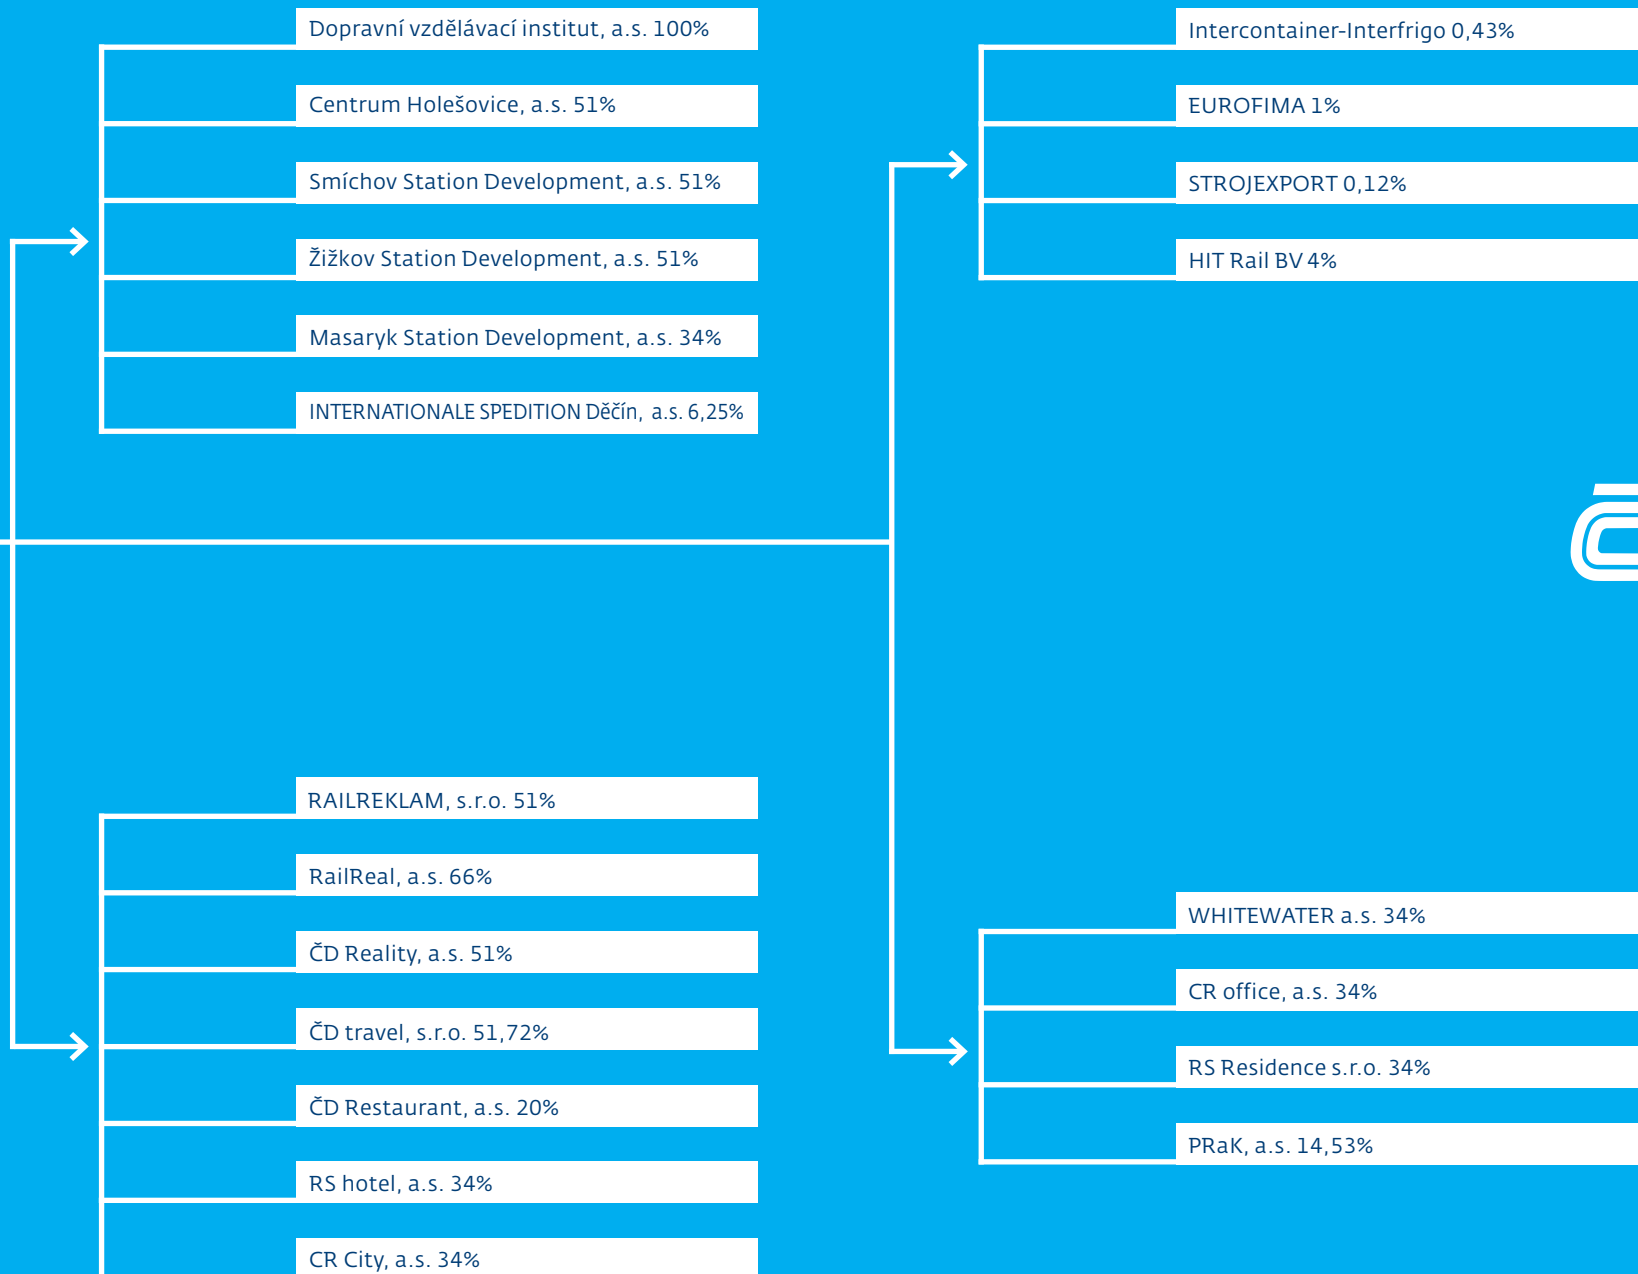 Dopravní vzdělávací institut, a.s. 100%
Centrum Holešovice, a.s. 51%
Smíchov Station Development, a.s. 51%
Žižkov Station Development, a.s. 51%
Masaryk Station Development, a.s. 34%
INTERNATIONALE SPEDITION Děčín, a.s. 6,25%
RAILREKLAM, s.r.o. 51%
RailReal, a.s. 66%
ČD Reality, a.s. 51%
ČD travel, s.r.o. 51,72%
ČD Restaurant, a.s. 20%
RS hotel, a.s. 34%
CR City, a.s. 34%
Intercontainer-Interfrigo 0,43%
EUROFIMA 1%
STROJEXPORT 0,12%
HIT Rail BV 4%
WHITEWATER a.s. 34%
CR office, a.s. 34%
RS Residence s.r.o. 34%
PRaK, a.s. 14,53%